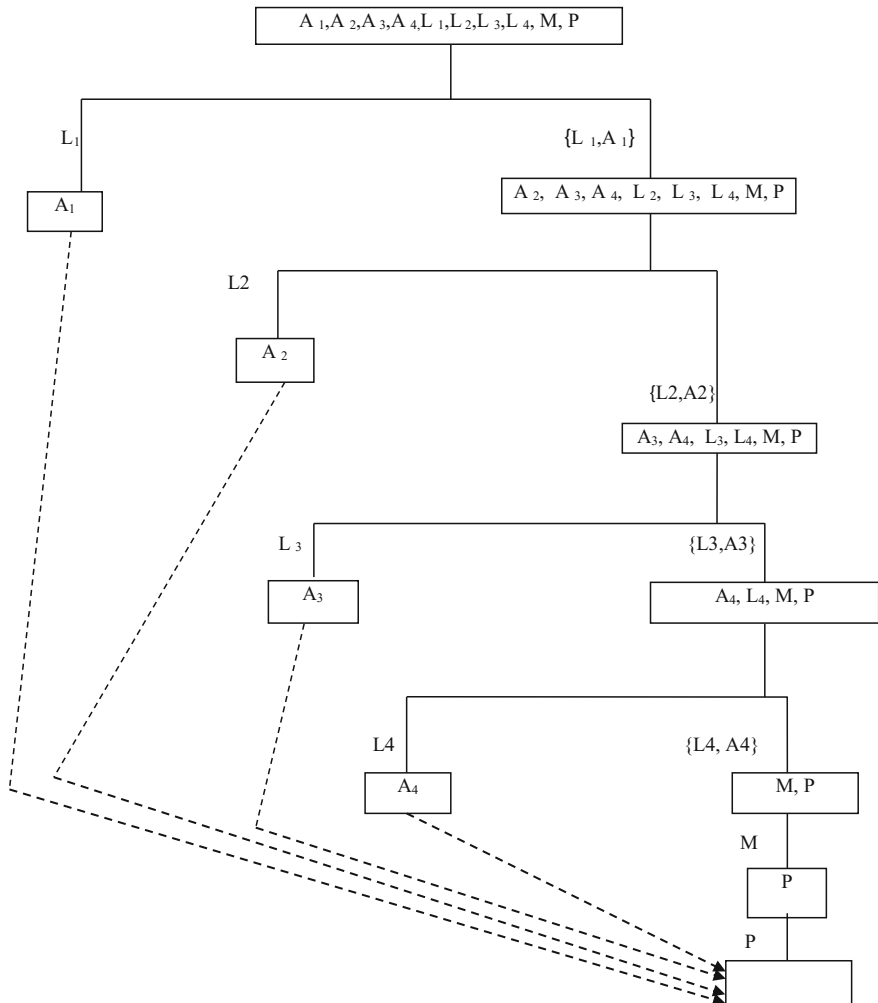 A 1,A 2,A 3,A 4,L 1,L2,L 3,L 4, M, P
L1
{L 1,A 1}
A1
A 2, A 3, A 4, L 2, L 3, L 4, M, P
L2
A 2
{L2,A2}
A3, A4, L3, L4, M, P
L 3
{L3,A3}
A3
A4, L4, M, P
L4
{L4, A4}
A4
M, P
M
P
P